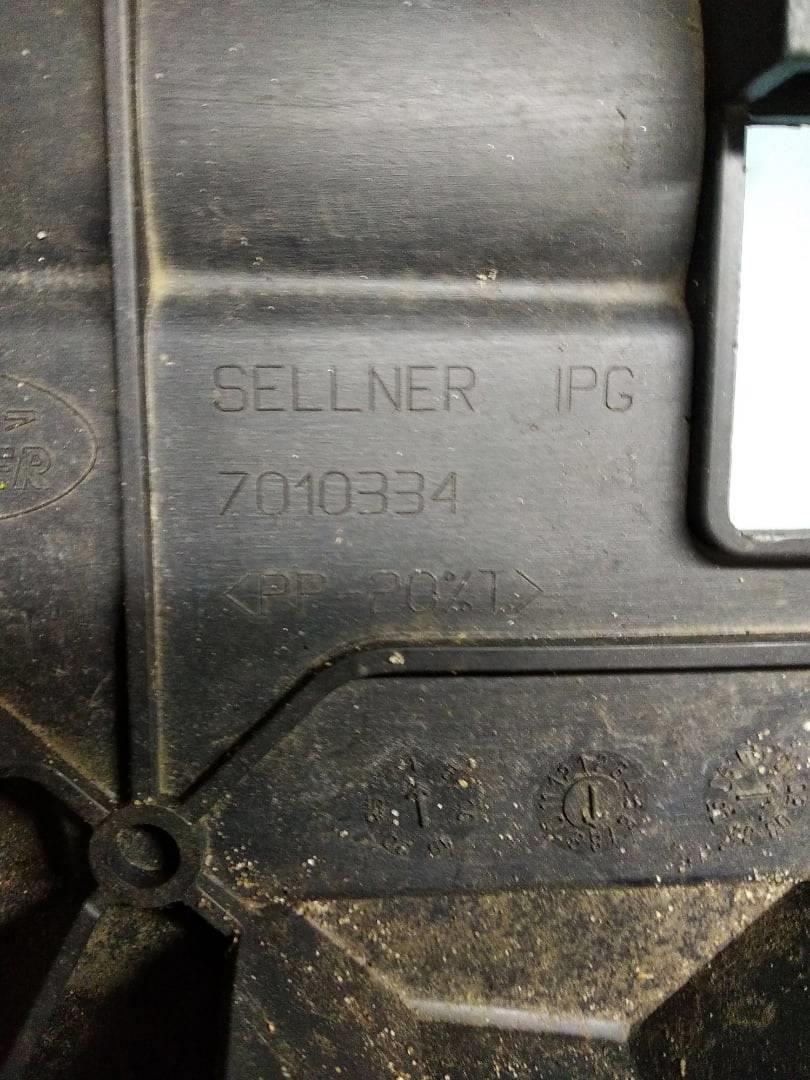 SELLNER IPG
7010334
<PP 20%T>